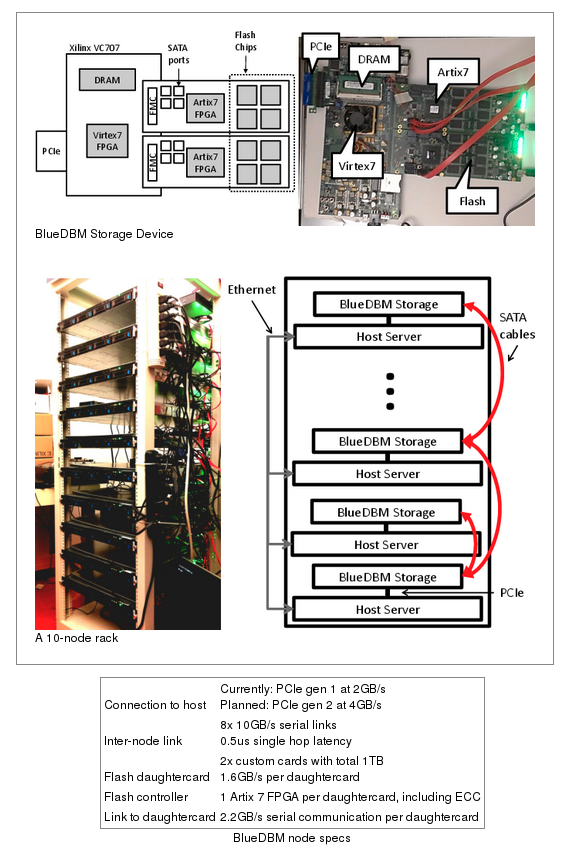 Xilinx VC707
SATA
ports
Flash
Chips
DRAM
FMC
Artix7
FPGA
Virtex7
FPGA
PCIe
FMC
Artix7
FPGA
PCIe
DRAM
Artix7
Virtex7
Flash
BlueDBM Storage Device
Ethernet
BlueDBM Storage
SATA
cables
Host Server
BlueDBM Storage
Host Server
BlueDBM Storage
Host Server
BlueDBM Storage
PCIe
Host Server
A 10-node rack
Currently: PCIe gen 1 at 2GB/s
Connection to host Planned: PCIe gen 2 at 4GB/s
8x 10GB/s serial links
Inter-node link 0.5us single hop latency
2x custom cards with total 1TB
Flash daughtercard 1.6GB/s per daughtercard
Flash controller 1 Artix 7 FPGA per daughtercard, including ECC
Link to daughtercard 2.2GB/s serial communication per daughtercard
BlueDBM node specs